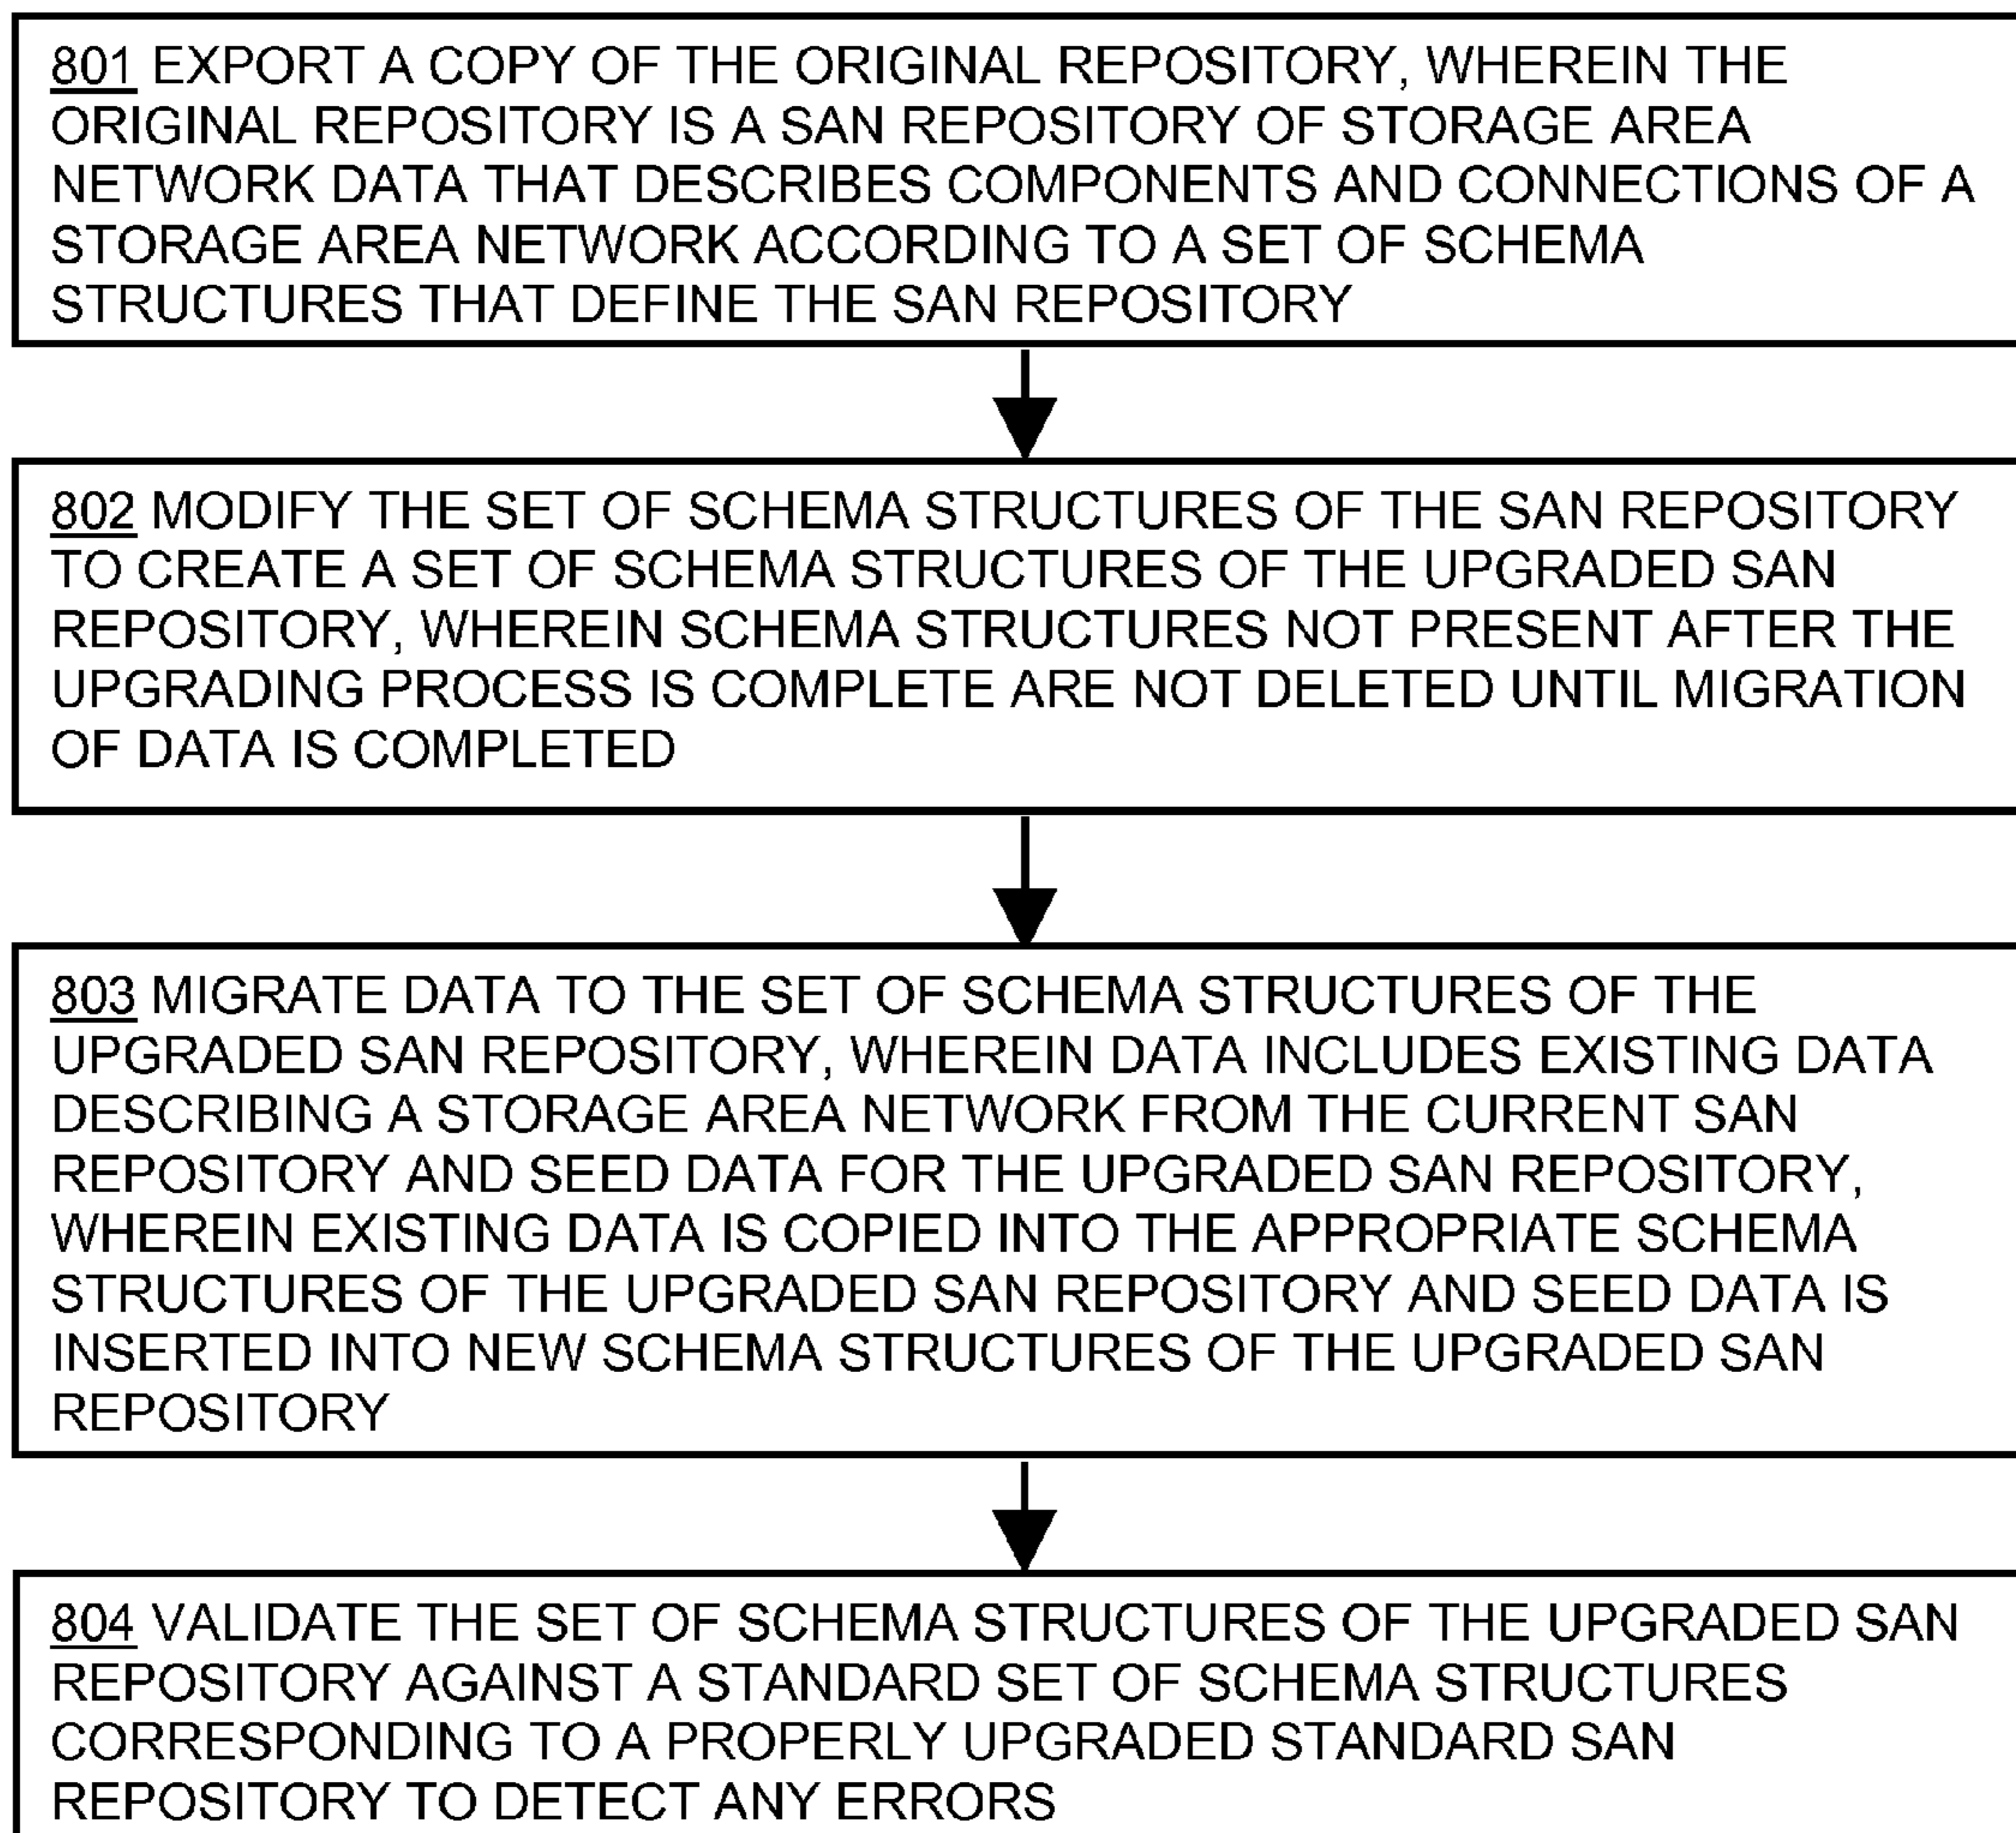 801 EXPORT A COPY OF THE ORIGINAL REPOSITORY, WHEREIN THE
ORIGINAL REPOSITORY IS A SAN REPOSITORY OF STORAGE AREA
NETWORK DATA THAT DESCRIBES COMPONENTS AND CONNECTIONS OF A
STORAGE AREA NETWORK ACCORDING TO A SET OF SCHEMA
STRUCTURES THAT DEFINE THE SAN REPOSITORY
802 MODIFY THE SET OF SCHEMA STRUCTURES OF THE SAN REPOSITORY
TO CREATE A SET OF SCHEMA STRUCTURES OF THE UPGRADED SAN
REPOSITORY, WHEREIN SCHEMA STRUCTURES NOT PRESENT AFTER THE
UPGRADING PROCESS IS COMPLETE ARE NOT DELETED UNTIL MIGRATION
OF DATA IS COMPLETED
803 MIGRATE DATA TO THE SET OF SCHEMA STRUCTURES OF THE
UPGRADED SAN REPOSITORY, WHEREIN DATA INCLUDES EXISTING DATA
DESCRIBING A STORAGE AREA NETWORK FROM THE CURRENT SAN
REPOSITORY AND SEED DATA FOR THE UPGRADED SAN REPOSITORY,
WHEREIN EXISTING DATA IS COPIED INTO THE APPROPRIATE SCHEMA
STRUCTURES OF THE UPGRADED SAN REPOSITORY AND SEED DATA IS
INSERTED INTO NEW SCHEMA STRUCTURES OF THE UPGRADED SAN
REPOSITORY
804 VALIDATE THE SET OF SCHEMA STRUCTURES OF THE UPGRADED SAN
REPOSITORY AGAINST A STANDARD SET OF SCHEMA STRUCTURES
CORRESPONDING TO A PROPERLY UPGRADED STANDARD SAN
REPOSITORY TO DETECT ANY ERRORS